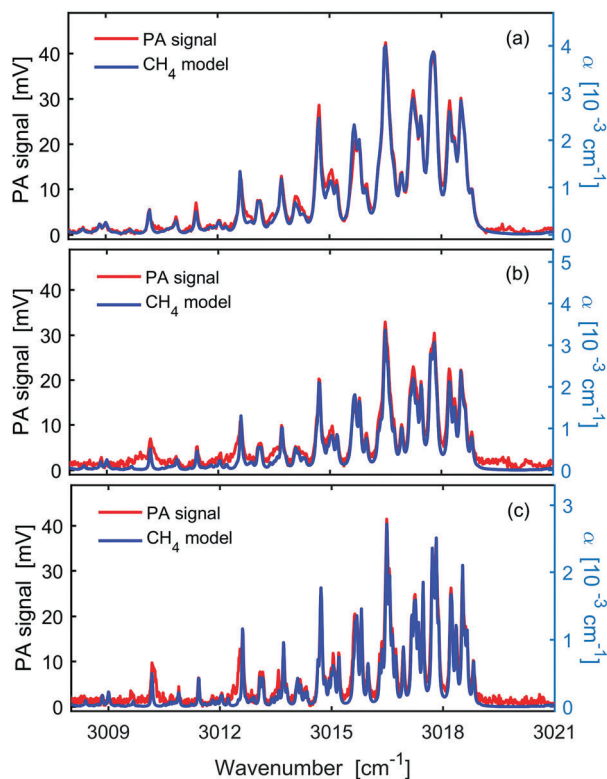 (a)
PA signal
CH4 model
PA signal [mV]
40
30
20
10
0
4
3
2
1
0
α [10-3 cm-1]
(b)
PA signal
CH4 model
PA signal [mV]
40
30
20
10
0
5
4
3
2
1
0
α [10-3 cm-1]
(c)
PA signal
CH4 model
PA signal [mV]
40
30
20
10
0
3
2
1
0
α [10-3 cm-1]
3009 3012 3015 3018 3021
Wavenumber [cm-1]